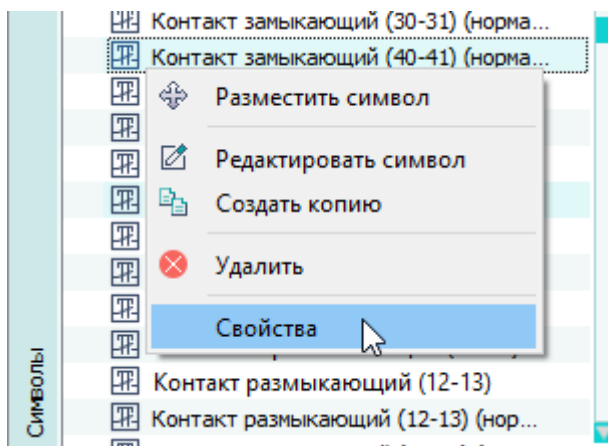 Контакт замыкающий (30-31) (норма...
Контакт замыкающий (40-41) (норма...
Разместить символ
Редактировать символ
Создать копию
Удалить
Свойства
Контакт размыкающий (12-13)
Контакт размыкающий (12-13) (нор...
Символы